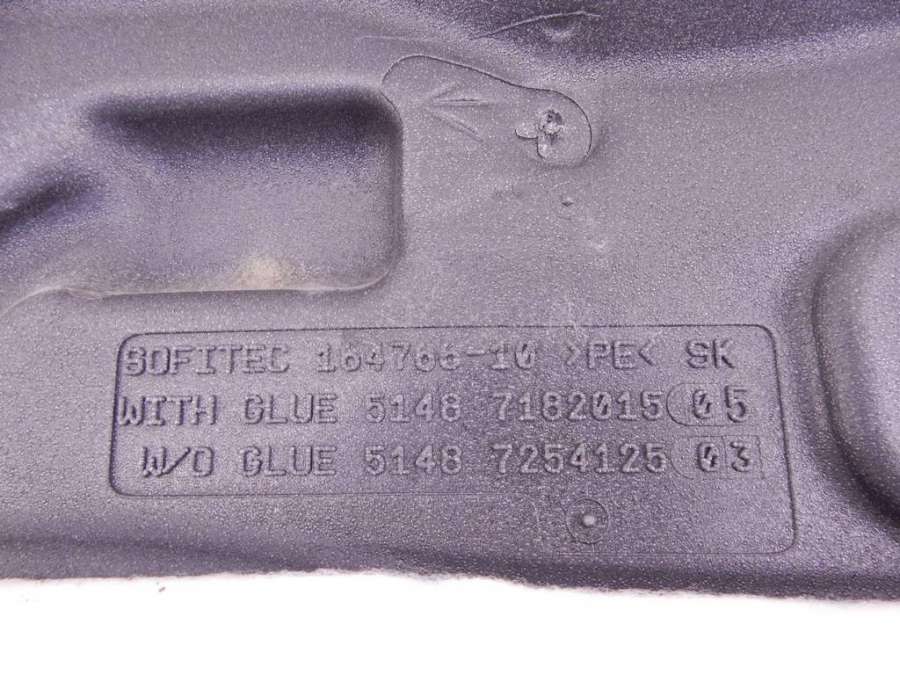 SOFITEC 164766-10 >PE< SK
WITH GLUE 5148 7182015 05
W/O GLUE 5148 7254125 03